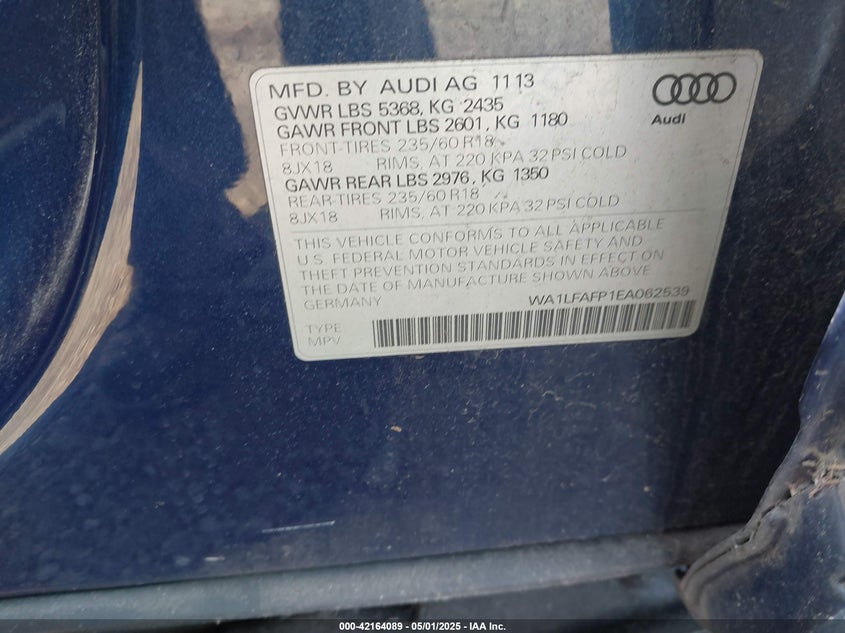 MFD. BY AUDI AG 11 13
GVWR LBS 5368, KG 2435
GAWR FRONT LBS 2601, KG 1180
FRONT-TIRES 235/60 R18
8JX18 RIMS, AT 220 KPA 32 PSI COLD
GAWR REAR LBS 2976, KG 1350
REAR-TIRES 235/60 R18
8JX18 RIMS, AT 220 KPA 32 PSI COLD
Audi
THIS VEHICLE CONFORMS TO ALL APPLICABLE
U.S. FEDERAL MOTOR VEHICLE SAFETY AND
THEFT PREVENTION STANDARDS IN EFFECT ON
THE DATE OF MANUFACTURE SHOWN ABOVE
GERMANY WA1LFAFP1EA062539
TYPE
MPV
000-42164089 - 05/01/2025 - IAA Inc.